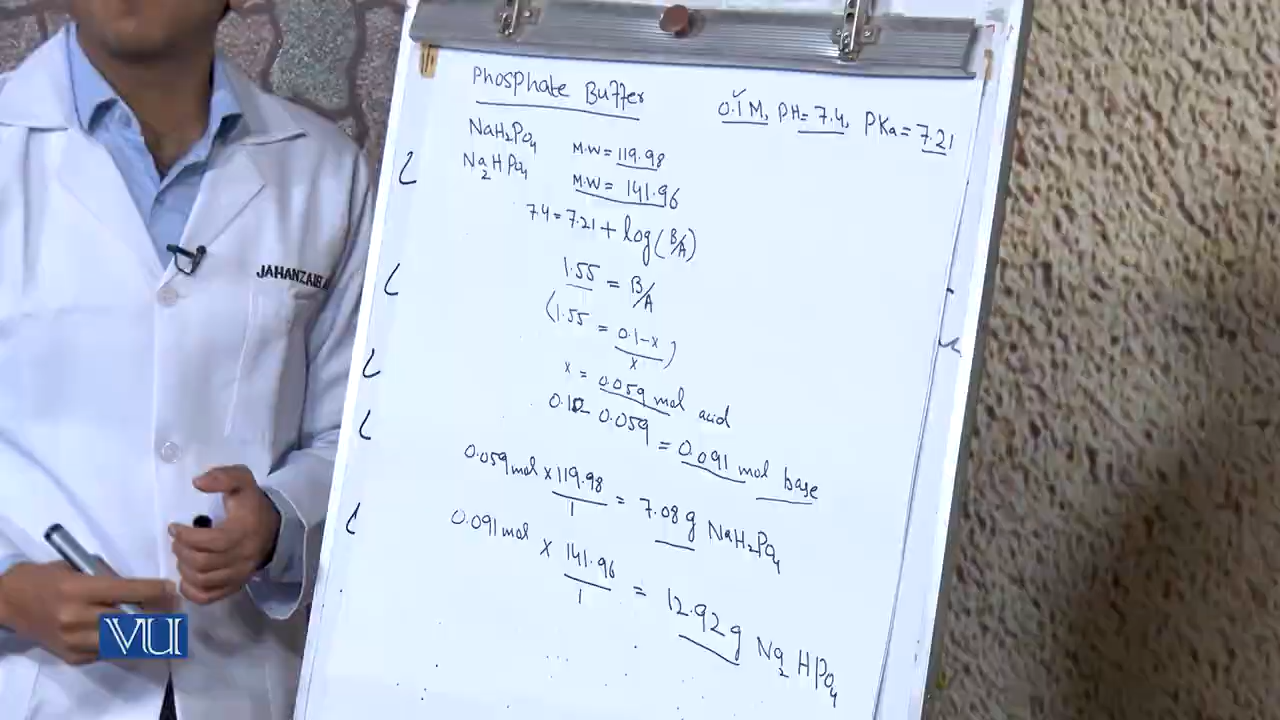 Phosphate Buffer
0.1 M, PH = 7.4, PKa = 7.21
NaH₂PO₄ M.W = 119.98
Na₂HPO₄ M.W = 141.96
7.4 = 7.21 + log (B/A)
1.55 = B/A
(1.55 = 0.1-x/x)
x = 0.059 mol acid
0.1 - 0.059 = 0.091 mol base
0.059 mol × 119.98/1 = 7.08 g NaH₂PO₄
0.091 mol × 141.96/1 = 12.92 g Na₂HPO₄
JAHANZAIB
VU